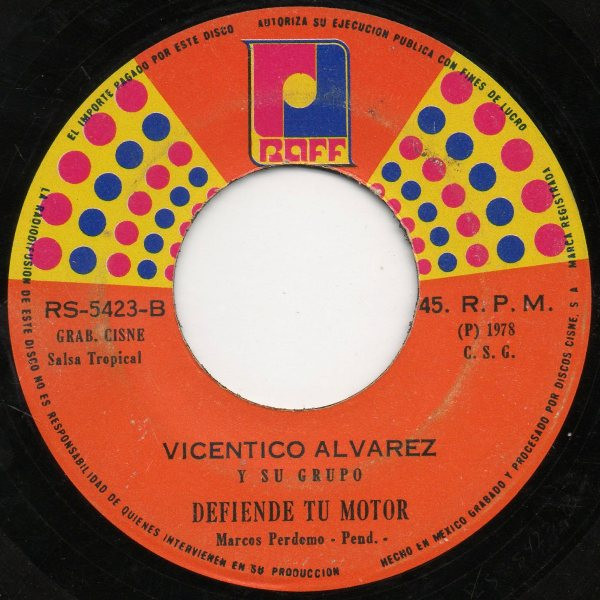 EL IMPORTE PAGADO POR ESTE DISCO AUTORIZA SU EJECUCION PUBLICA CON FINES DE LUCRO
LA RADIODIFUSION DE ESTE DISCO NO ES RESPONSABILIDAD DE QUIENES INTERVIENEN EN SU PRODUCCION
MARCA REGISTRADA
HECHO EN MEXICO GRABADO Y PROCESADO POR DISCOS CISNE, S A
RAFF
RS-5423-B
GRAB. CISNE
Salsa Tropical
45. R. P. M.
(P) 1978
C. S. G.
VICENTICO ALVAREZ
Y SU GRUPO
DEFIENDE TU MOTOR
Marcos Perdomo - Pend. -